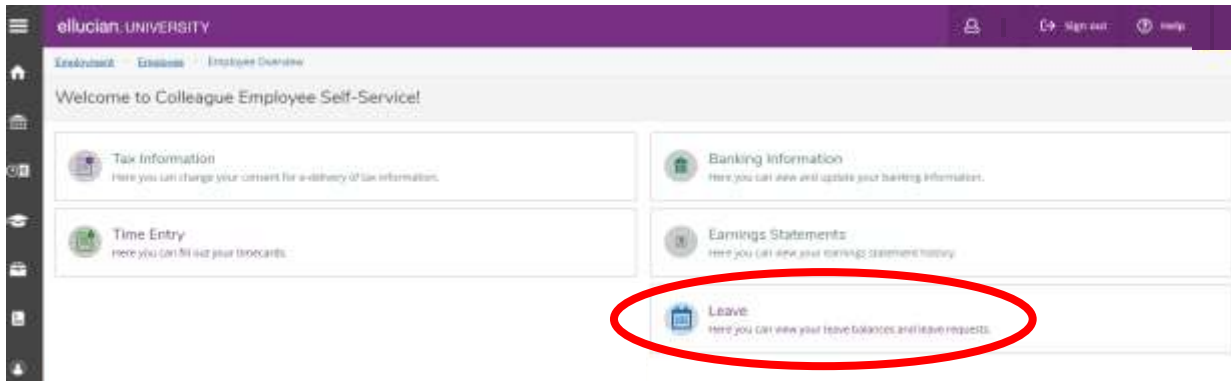 ellucian. UNIVERSITY
Sign out
Help
Employment Employee Employee Overview
Welcome to Colleague Employee Self-Service!
Tax Information
Here you can change your consent for e-delivery of tax information.
Banking Information
Here you can view and update your banking information.
Time Entry
Here you can fill out your timecards.
Earnings Statements
Here you can view your earnings statement history.
Leave
Here you can view your leave balances and leave requests.